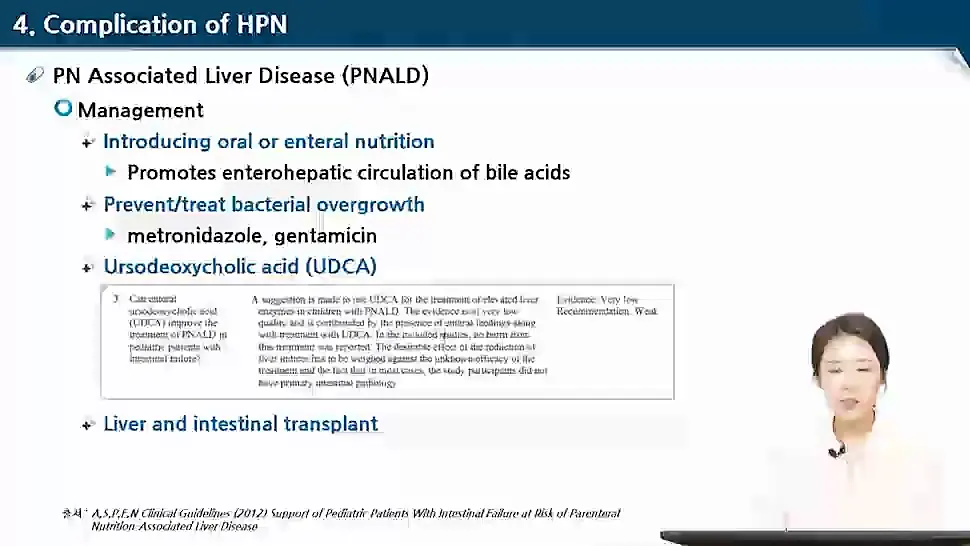 4. Complication of HPN
PN Associated Liver Disease (PNALD)
Management
Introducing oral or enteral nutrition
Promotes enterohepatic circulation of bile acids
Prevent/treat bacterial overgrowth
metronidazole, gentamicin
Ursodeoxycholic acid (UDCA)
3 Can enteral
ursodeoxycholic acid
(UDCA) improve the
treatment of PNALD in
pediatric patients with
intestinal failure?
A suggestion is made to use UDCA for the treatment of elevated liver
enzymes in children with PNALD. The evidence is of very low
quality and is confounded by the presence of enteral feedings along
with treatment with UDCA. In the included studies, no harm from
this treatment was reported. The desirable effect of the reduction of
liver indices has to be weighed against the unknown efficacy of the
treatment and the fact that in most cases, the study participants did not
have primary intestinal pathology
Evidence: Very low
Recommendation: Weak
Liver and intestinal transplant
출처: A.S.P.E.N Clinical Guidelines (2012) Support of Pediatric Patients With Intestinal Failure at Risk of Parenteral
Nutrition-Associated Liver Disease